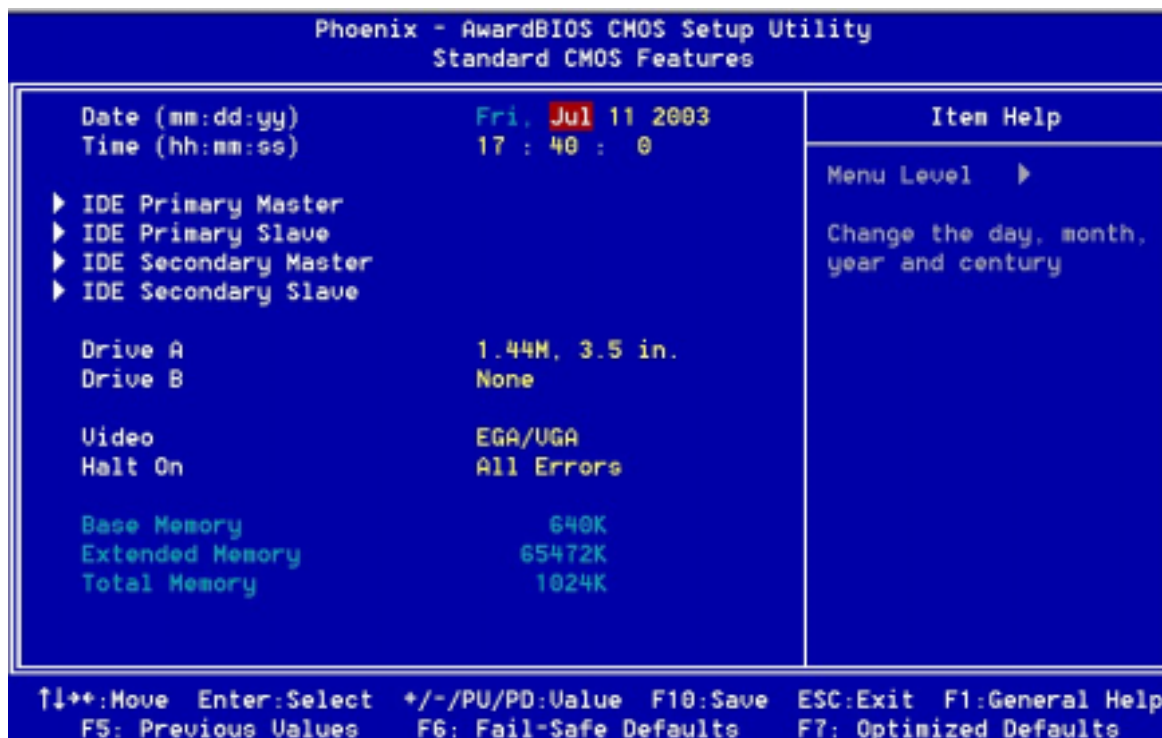 Phoenix - AwardBIOS CMOS Setup Utility
Standard CMOS Features
Date (mm:dd:yy) Fri, Jul 11 2003
Time (hh:mm:ss) 17 : 40 : 0
IDE Primary Master
IDE Primary Slave
IDE Secondary Master
IDE Secondary Slave
Drive A 1.44M, 3.5 in.
Drive B None
Video EGA/VGA
Halt On All Errors
Base Memory 640K
Extended Memory 65472K
Total Memory 1024K
Item Help
Menu Level
Change the day, month,
year and century
↑↓→←:Move Enter:Select +/-/PU/PD:Value F10:Save ESC:Exit F1:General Help
F5: Previous Values F6: Fail-Safe Defaults F7: Optimized Defaults